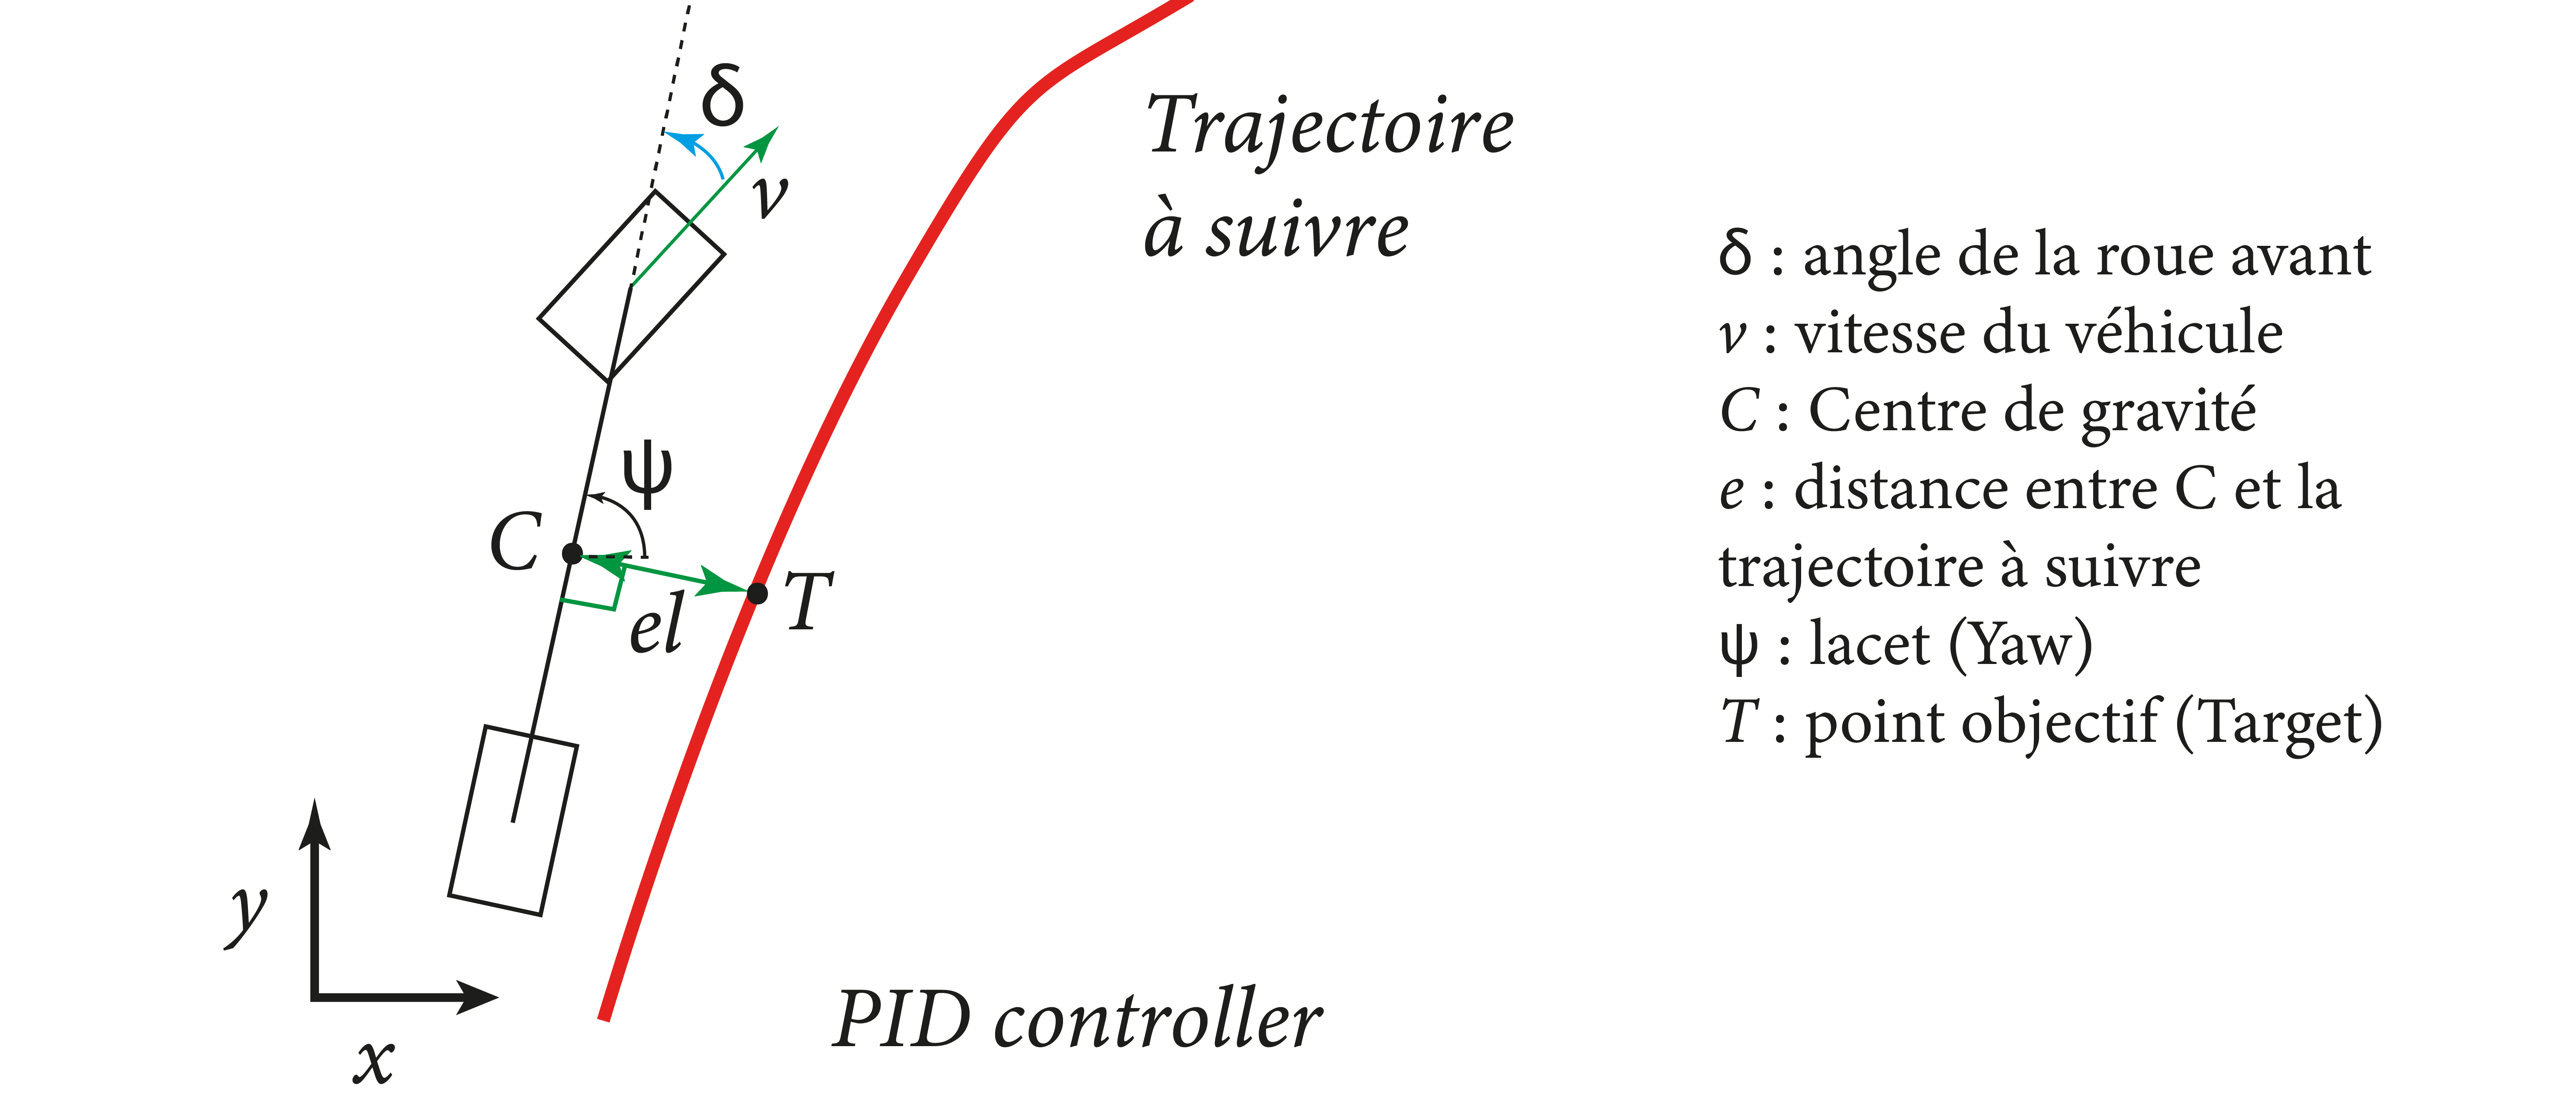 δ
v
Trajectoire
à suivre
ψ
C
T
el
y
x
PID controller
δ : angle de la roue avant
v : vitesse du véhicule
C : Centre de gravité
e : distance entre C et la
trajectoire à suivre
ψ : lacet (Yaw)
T : point objectif (Target)